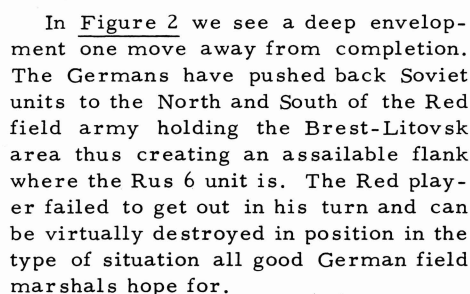 In Figure 2 we see a deep envelop-
ment one move away from completion.
The Germans have pushed back Soviet
units to the North and South of the Red
field army holding the Brest-Litovsk
area thus creating an assailable flank
where the Rus 6 unit is. The Red play-
er failed to get out in his turn and can
be virtually destroyed in position in the
type of situation all good German field
marshals hope for.